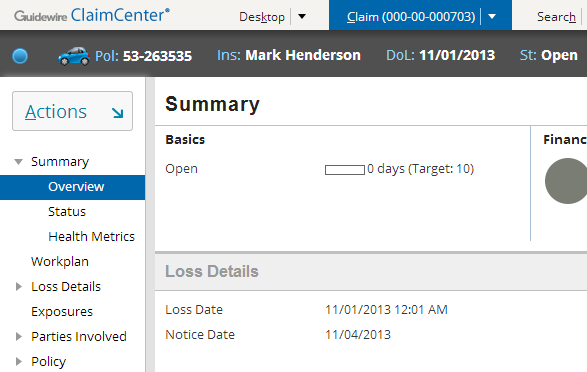 Guidewire ClaimCenter® Desktop Claim (000-00-000703) Search
Pol: 53-263535 Ins: Mark Henderson DoL: 11/01/2013 St: Open
Actions
Summary
Overview
Status
Health Metrics
Workplan
Loss Details
Exposures
Parties Involved
Policy
Summary
Basics
Open 0 days (Target: 10)
Financ
Loss Details
Loss Date 11/01/2013 12:01 AM
Notice Date 11/04/2013